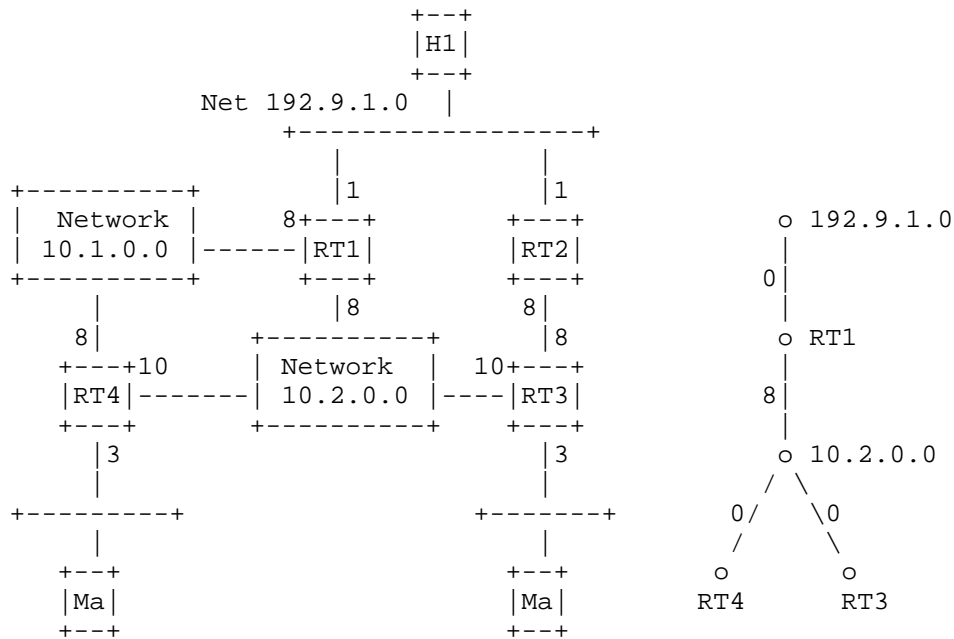 H1
Net 192.9.1.0
1 1
Network 8 192.9.1.0
10.1.0.0 RT1 RT2
0
8 8
8 8 RT1
10 Network 10
RT4 10.2.0.0 RT3 8
3 3 10.2.0.0
0 0
Ma Ma RT4 RT3